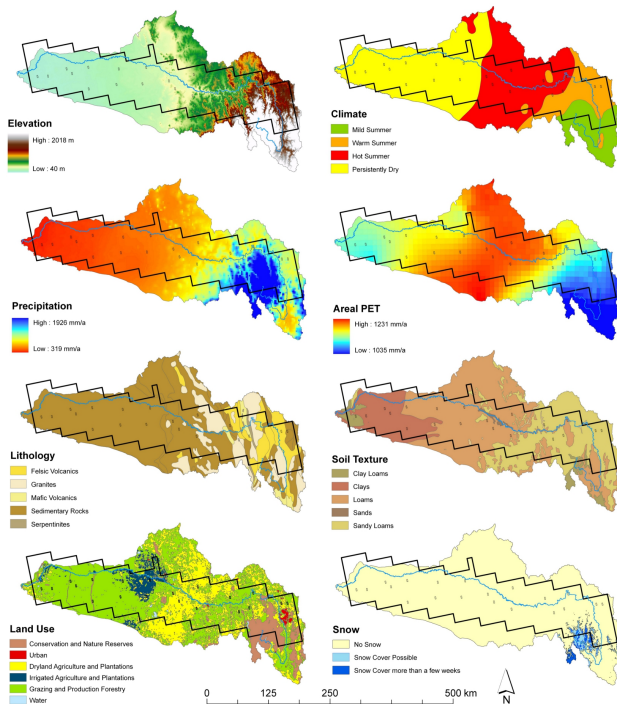 Elevation
High : 2018 m
Low : 40 m
Climate
Mild Summer
Warm Summer
Hot Summer
Persistently Dry
Precipitation
High : 1926 mm/a
Low : 319 mm/a
Areal PET
High : 1231 mm/a
Low : 1035 mm/a
Lithology
Felsic Volcanics
Granites
Mafic Volcanics
Sedimentary Rocks
Serpentinites
Soil Texture
Clay Loams
Clays
Loams
Sands
Sandy Loams
Land Use
Conservation and Nature Reserves
Urban
Dryland Agriculture and Plantations
Irrigated Agriculture and Plantations
Grazing and Production Forestry
Water
Snow
No Snow
Snow Cover Possible
Snow Cover more than a few weeks
0 125 250 500 km
N